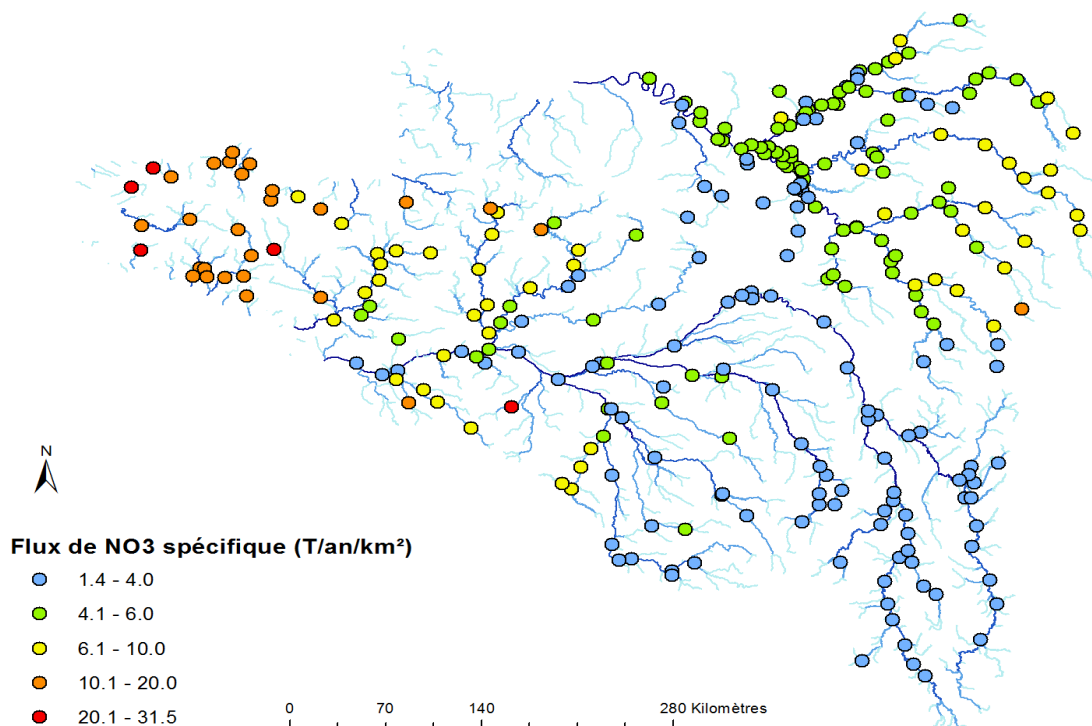 N
Flux de NO3 spécifique (T/an/km²)
1.4 - 4.0
4.1 - 6.0
6.1 - 10.0
10.1 - 20.0
20.1 - 31.5
0 70 140 280 Kilomètres